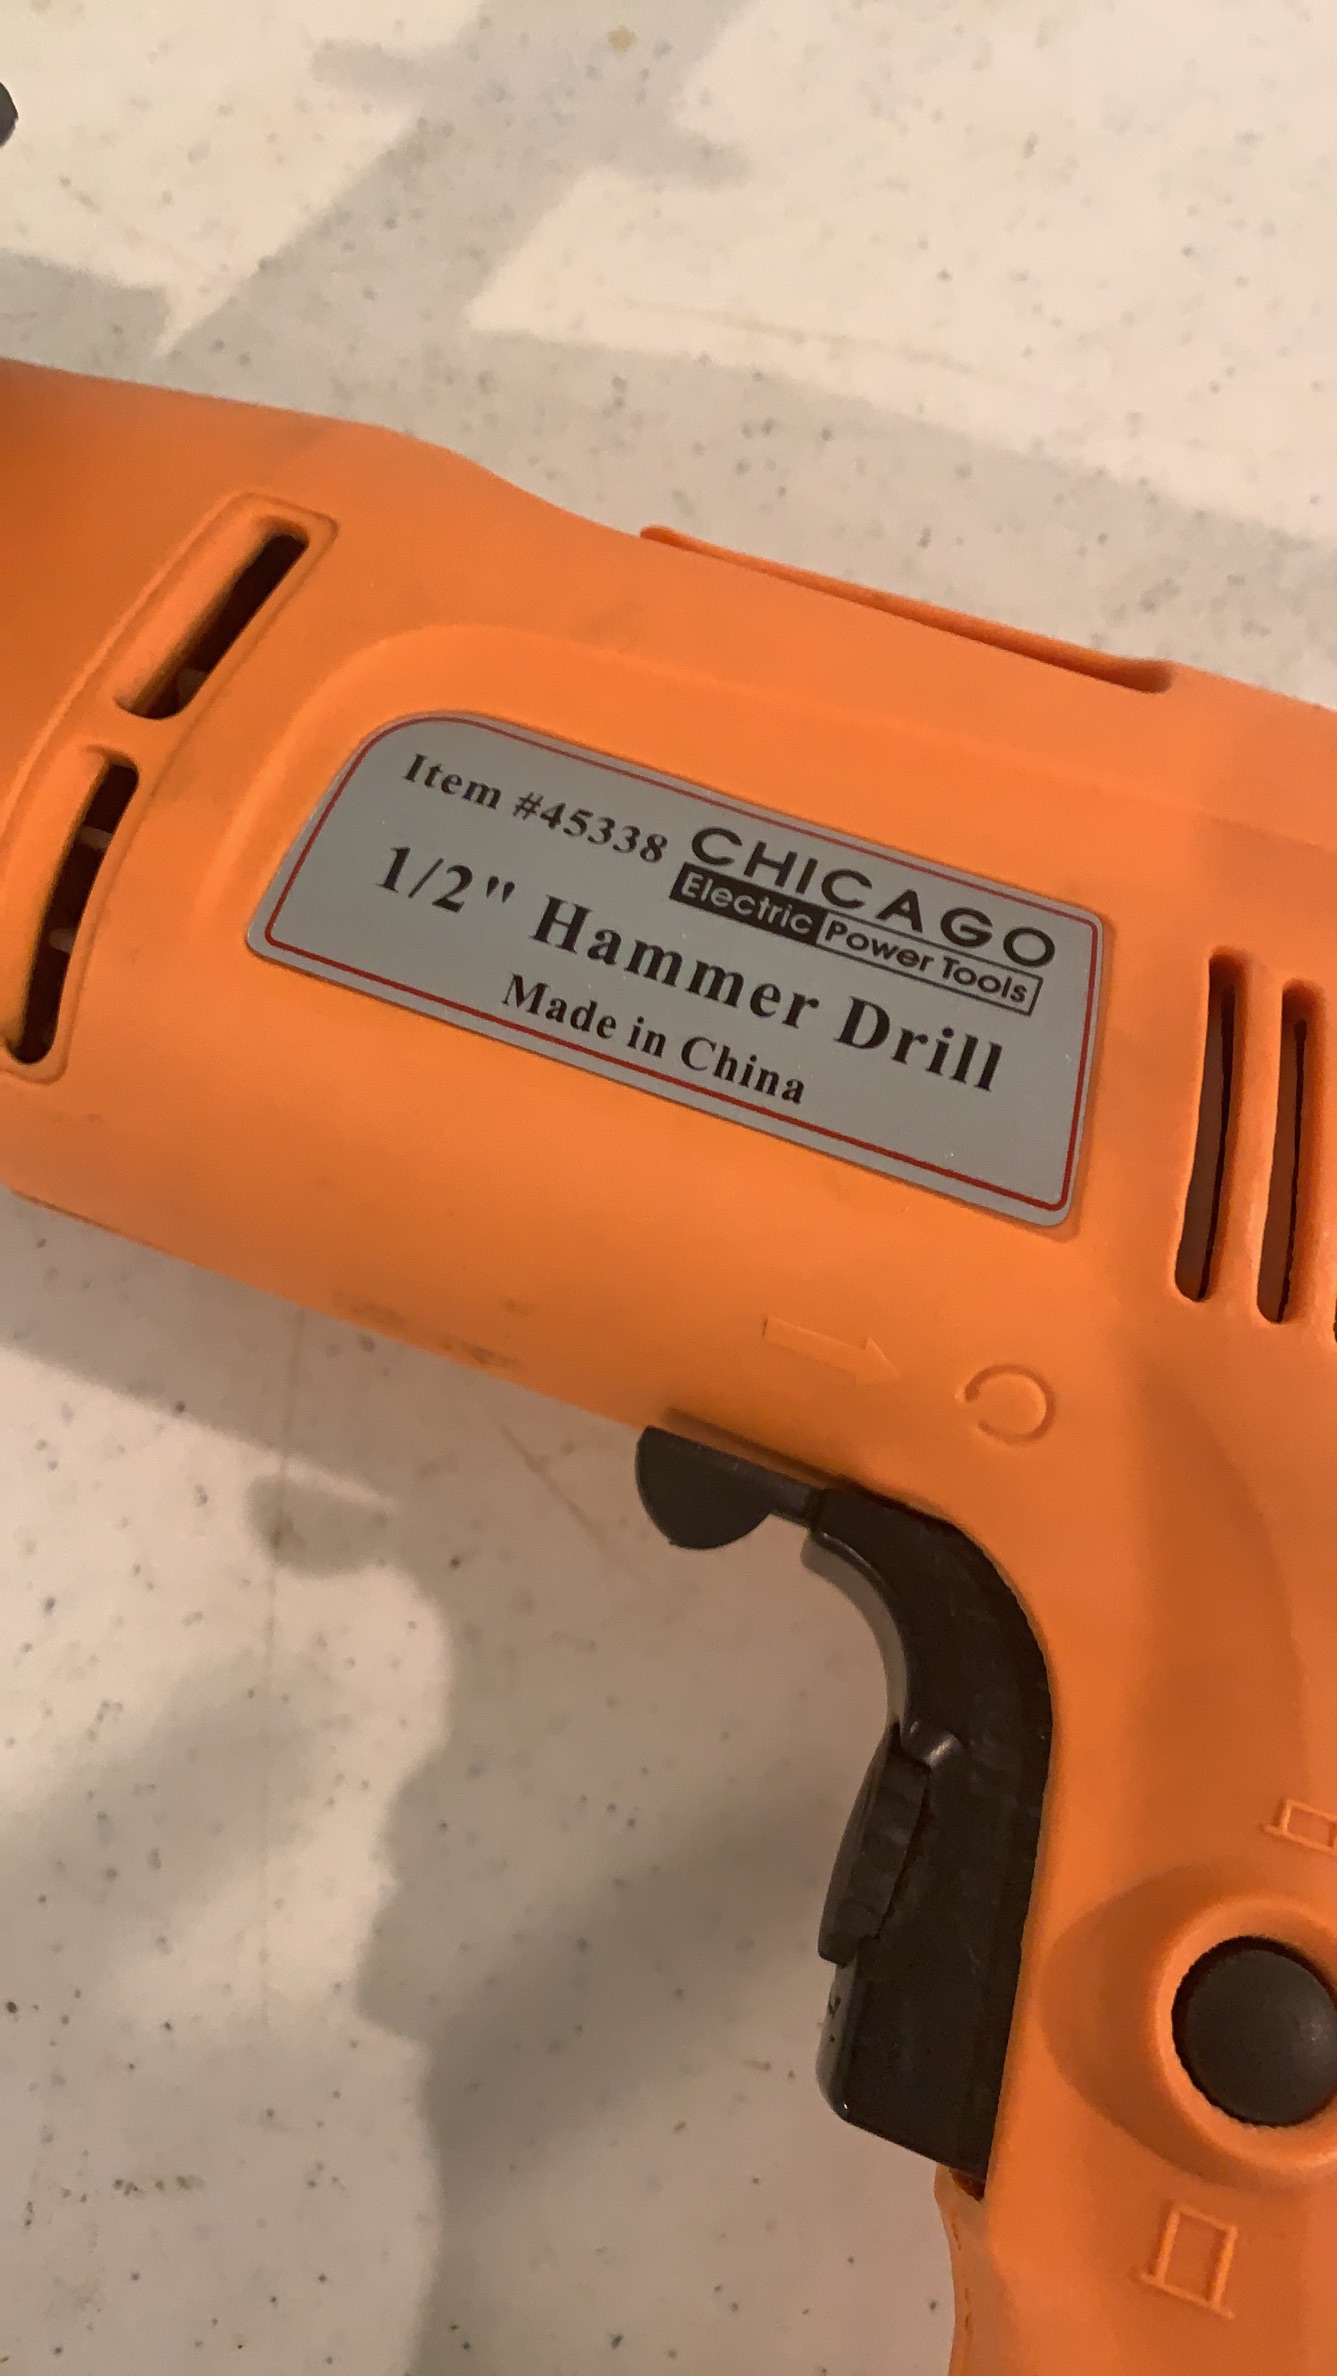 Item #45338
CHICAGO
Electric Power Tools
1/2" Hammer Drill
Made in China